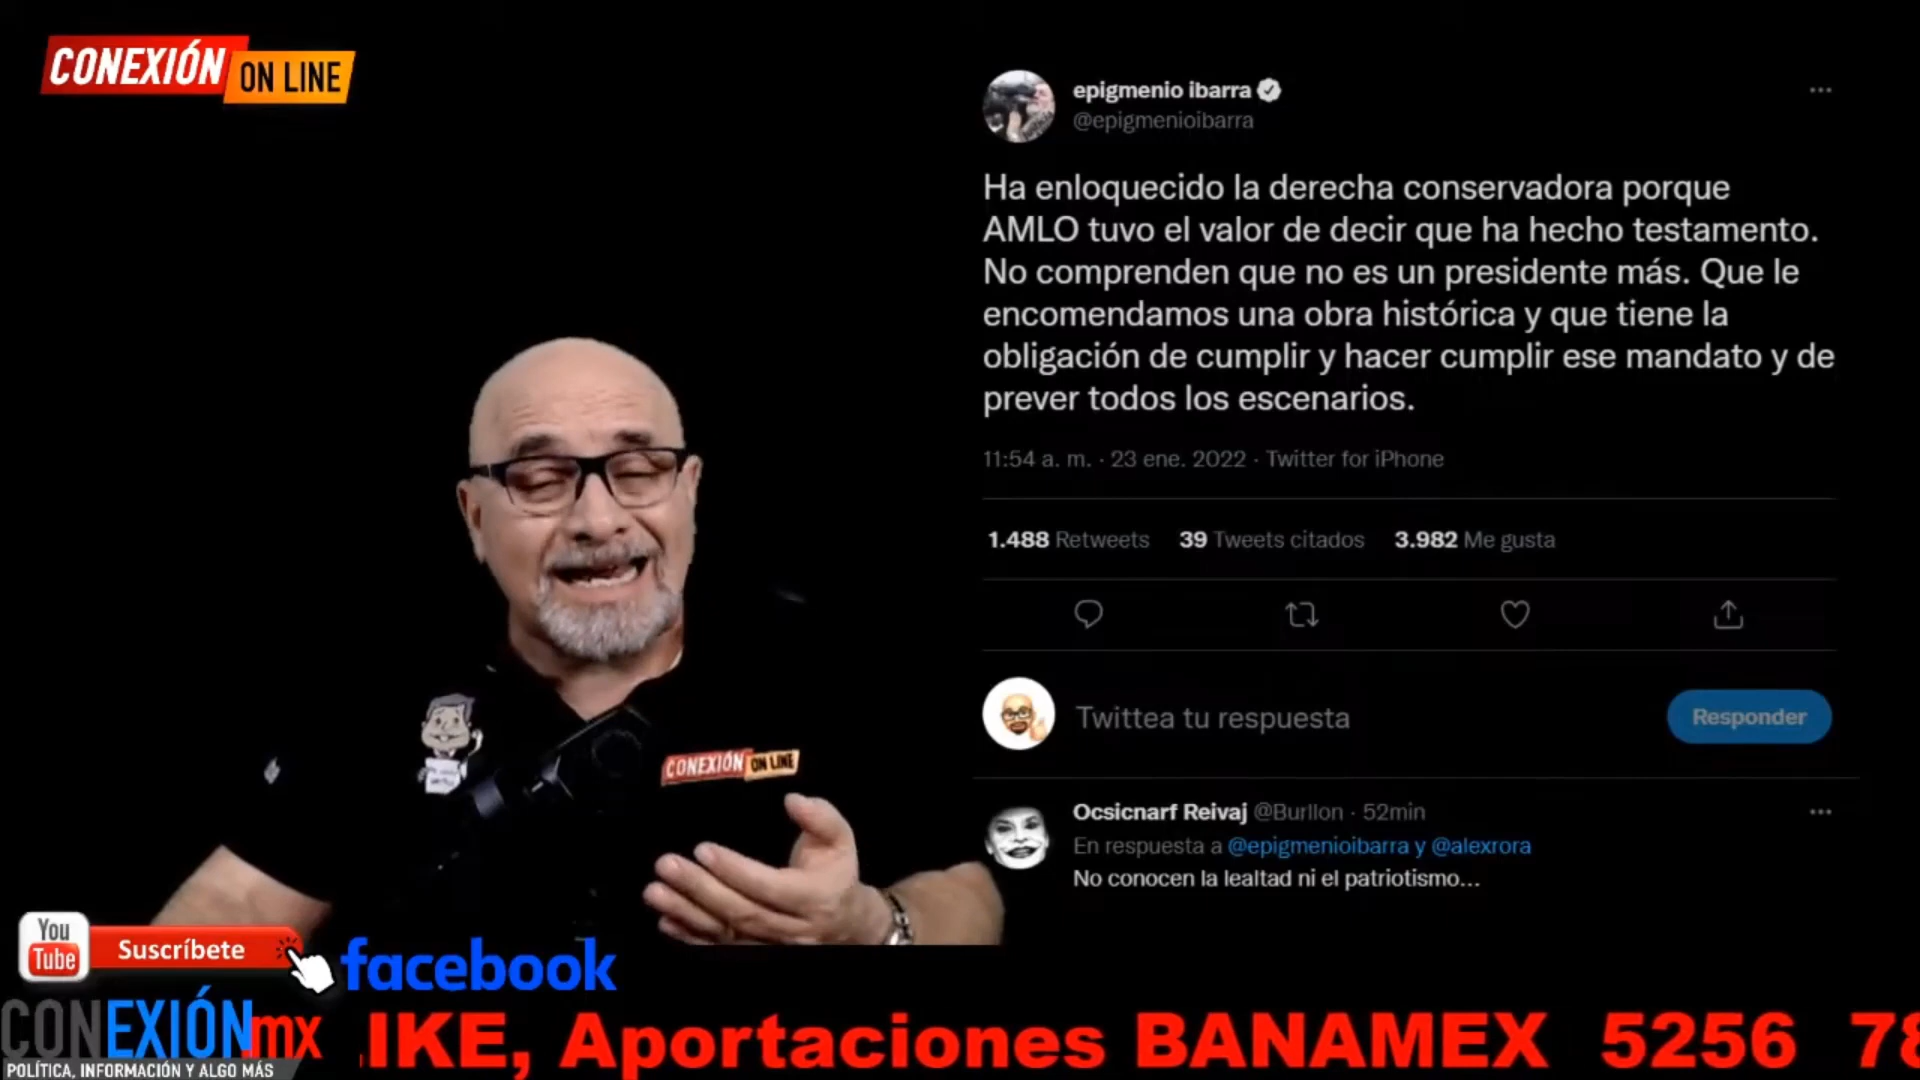 CONEXIÓN ON LINE
epigmenio ibarra
@epigmenioibarra
Ha enloquecido la derecha conservadora porque
AMLO tuvo el valor de decir que ha hecho testamento.
No comprenden que no es un presidente más. Que le
encomendamos una obra histórica y que tiene la
obligación de cumplir y hacer cumplir ese mandato y de
prever todos los escenarios.
11:54 a. m. · 23 ene. 2022 · Twitter for iPhone
1.488 Retweets 39 Tweets citados 3.982 Me gusta
Twittea tu respuesta
Responder
CONEXIÓN ON LINE
Ocsicnarf Reivaj @Burllon · 52min
En respuesta a @epigmenioibarra y @alexrora
No conocen la lealtad ni el patriotismo...
You
Tube
Suscríbete
facebook
CONEXIÓN mx
POLÍTICA, INFORMACIÓN Y ALGO MÁS
IKE, Aportaciones BANAMEX 5256 78